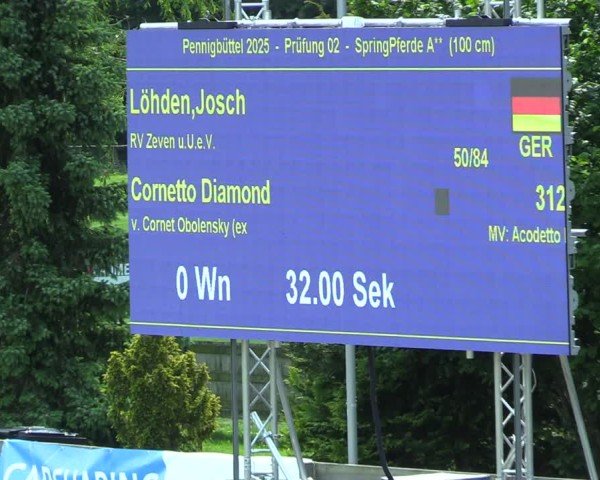 Pennigbüttel 2025 - Prüfung 02 - SpringPferde A** (100 cm)
Löhden,Josch
RV Zeven u.U.e.V.
50/84 GER
Cornetto Diamond 312
v. Cornet Obolensky (ex MV: Acodetto
0 Wn 32.00 Sek
CARSHARING